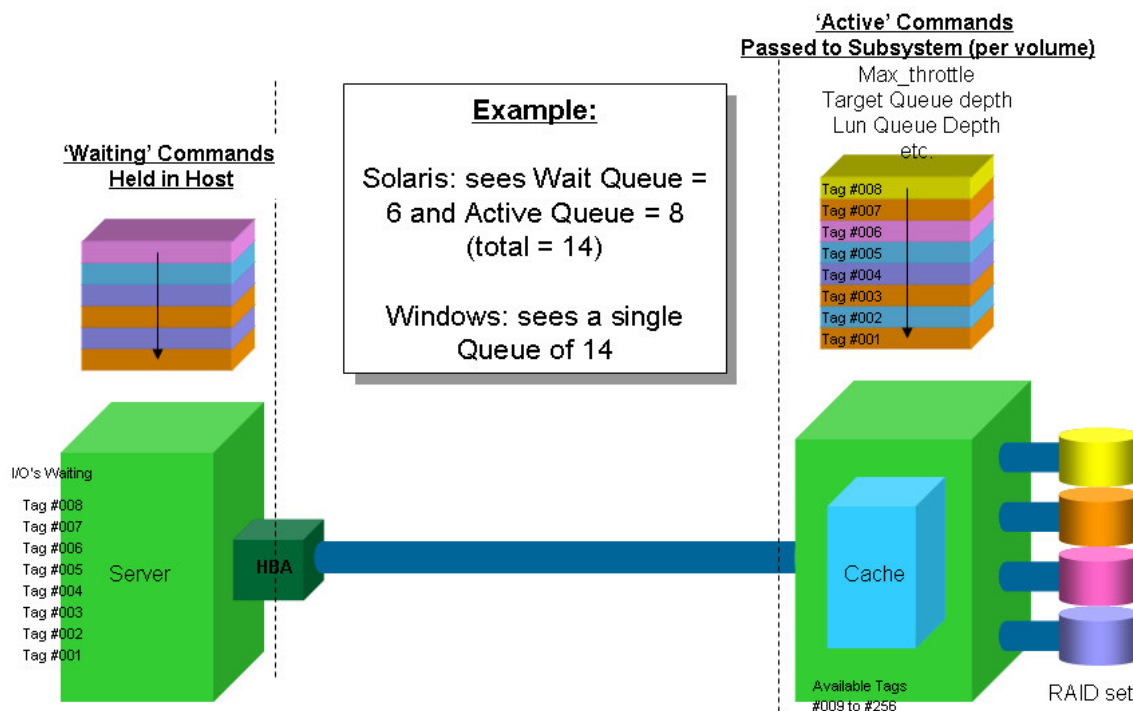 'Active' Commands
Passed to Subsystem (per volume)
Max_throttle
Target Queue depth
Lun Queue Depth
etc.
'Waiting' Commands
Held in Host
Example:
Solaris: sees Wait Queue =
6 and Active Queue = 8
(total = 14)
Windows: sees a single
Queue of 14
Tag #008
Tag #007
Tag #006
Tag #005
Tag #004
Tag #003
Tag #002
Tag #001
I/O's Waiting
Tag #008
Tag #007
Tag #006
Tag #005
Tag #004
Tag #003
Tag #002
Tag #001
Server
HBA
Cache
Available Tags
#009 to #256
RAID set